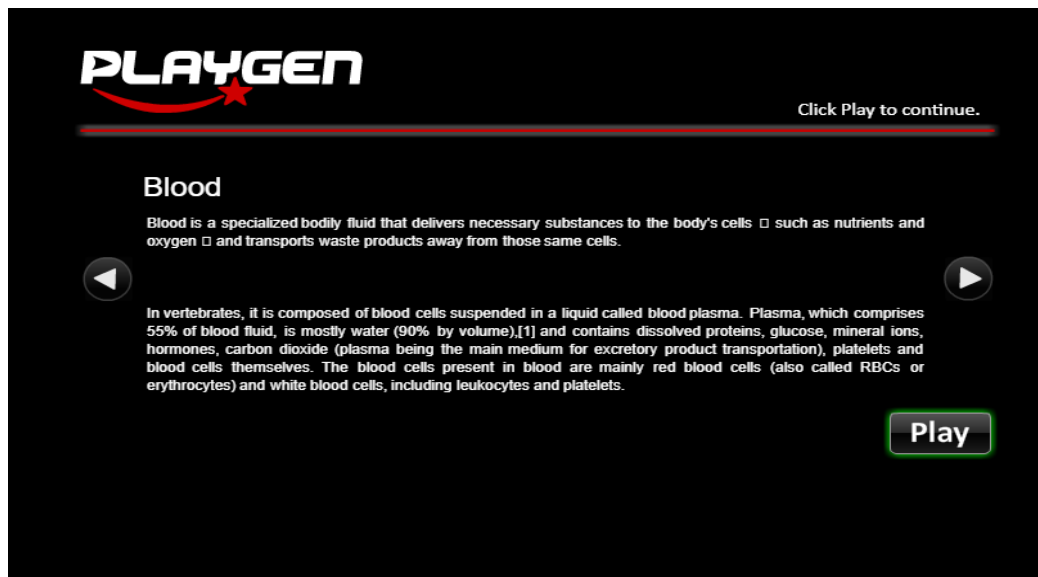 PLAYGEN
Click Play to continue.
Blood
Blood is a specialized bodily fluid that delivers necessary substances to the body's cells □ such as nutrients and
oxygen □ and transports waste products away from those same cells.
In vertebrates, it is composed of blood cells suspended in a liquid called blood plasma. Plasma, which comprises
55% of blood fluid, is mostly water (90% by volume),[1] and contains dissolved proteins, glucose, mineral ions,
hormones, carbon dioxide (plasma being the main medium for excretory product transportation), platelets and
blood cells themselves. The blood cells present in blood are mainly red blood cells (also called RBCs or
erythrocytes) and white blood cells, including leukocytes and platelets.
Play